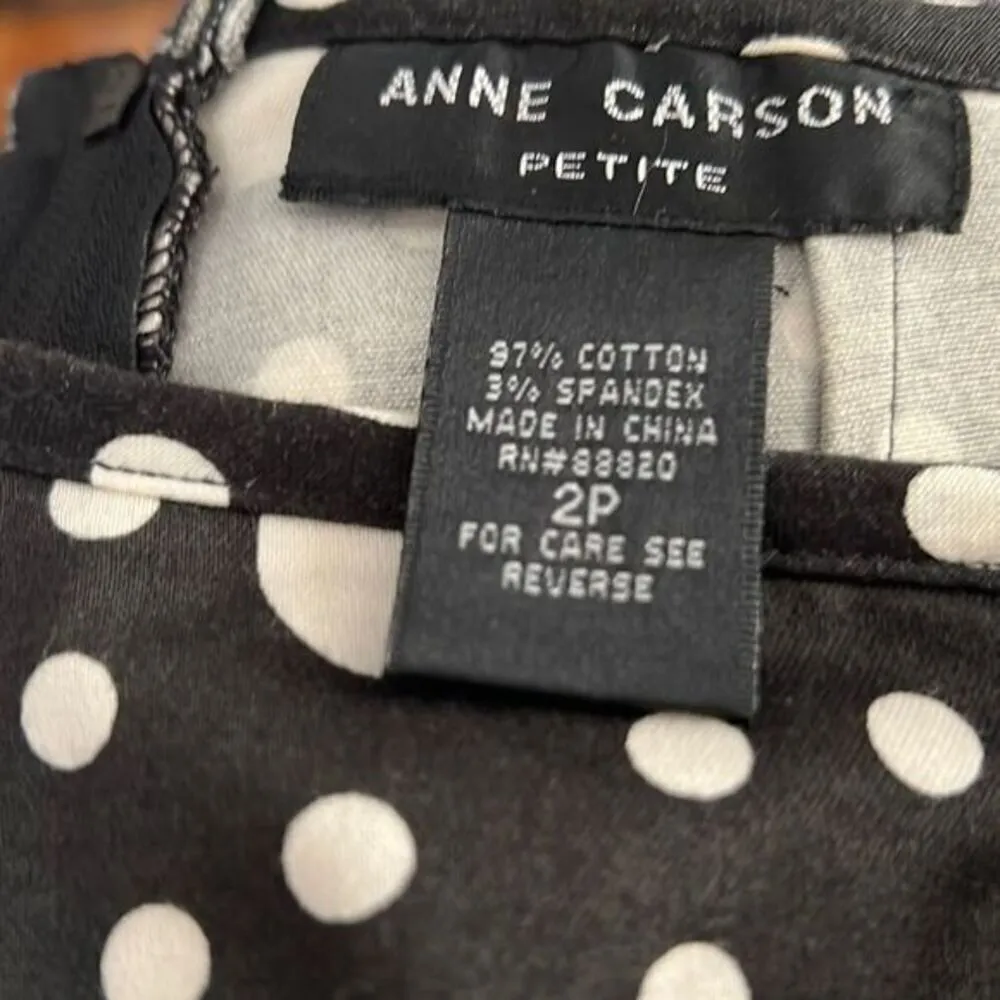 ANNE CARSON
PETITE
97% COTTON
3% SPANDEX
MADE IN CHINA
RN#88820
2P
FOR CARE SEE
REVERSE